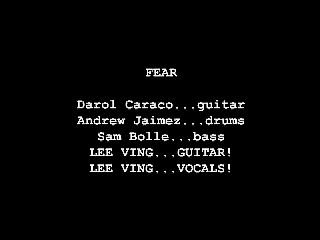 FEAR
Darol Caraco...guitar
Andrew Jaimez...drums
Sam Bolle...bass
LEE VING...GUITAR!
LEE VING...VOCALS!